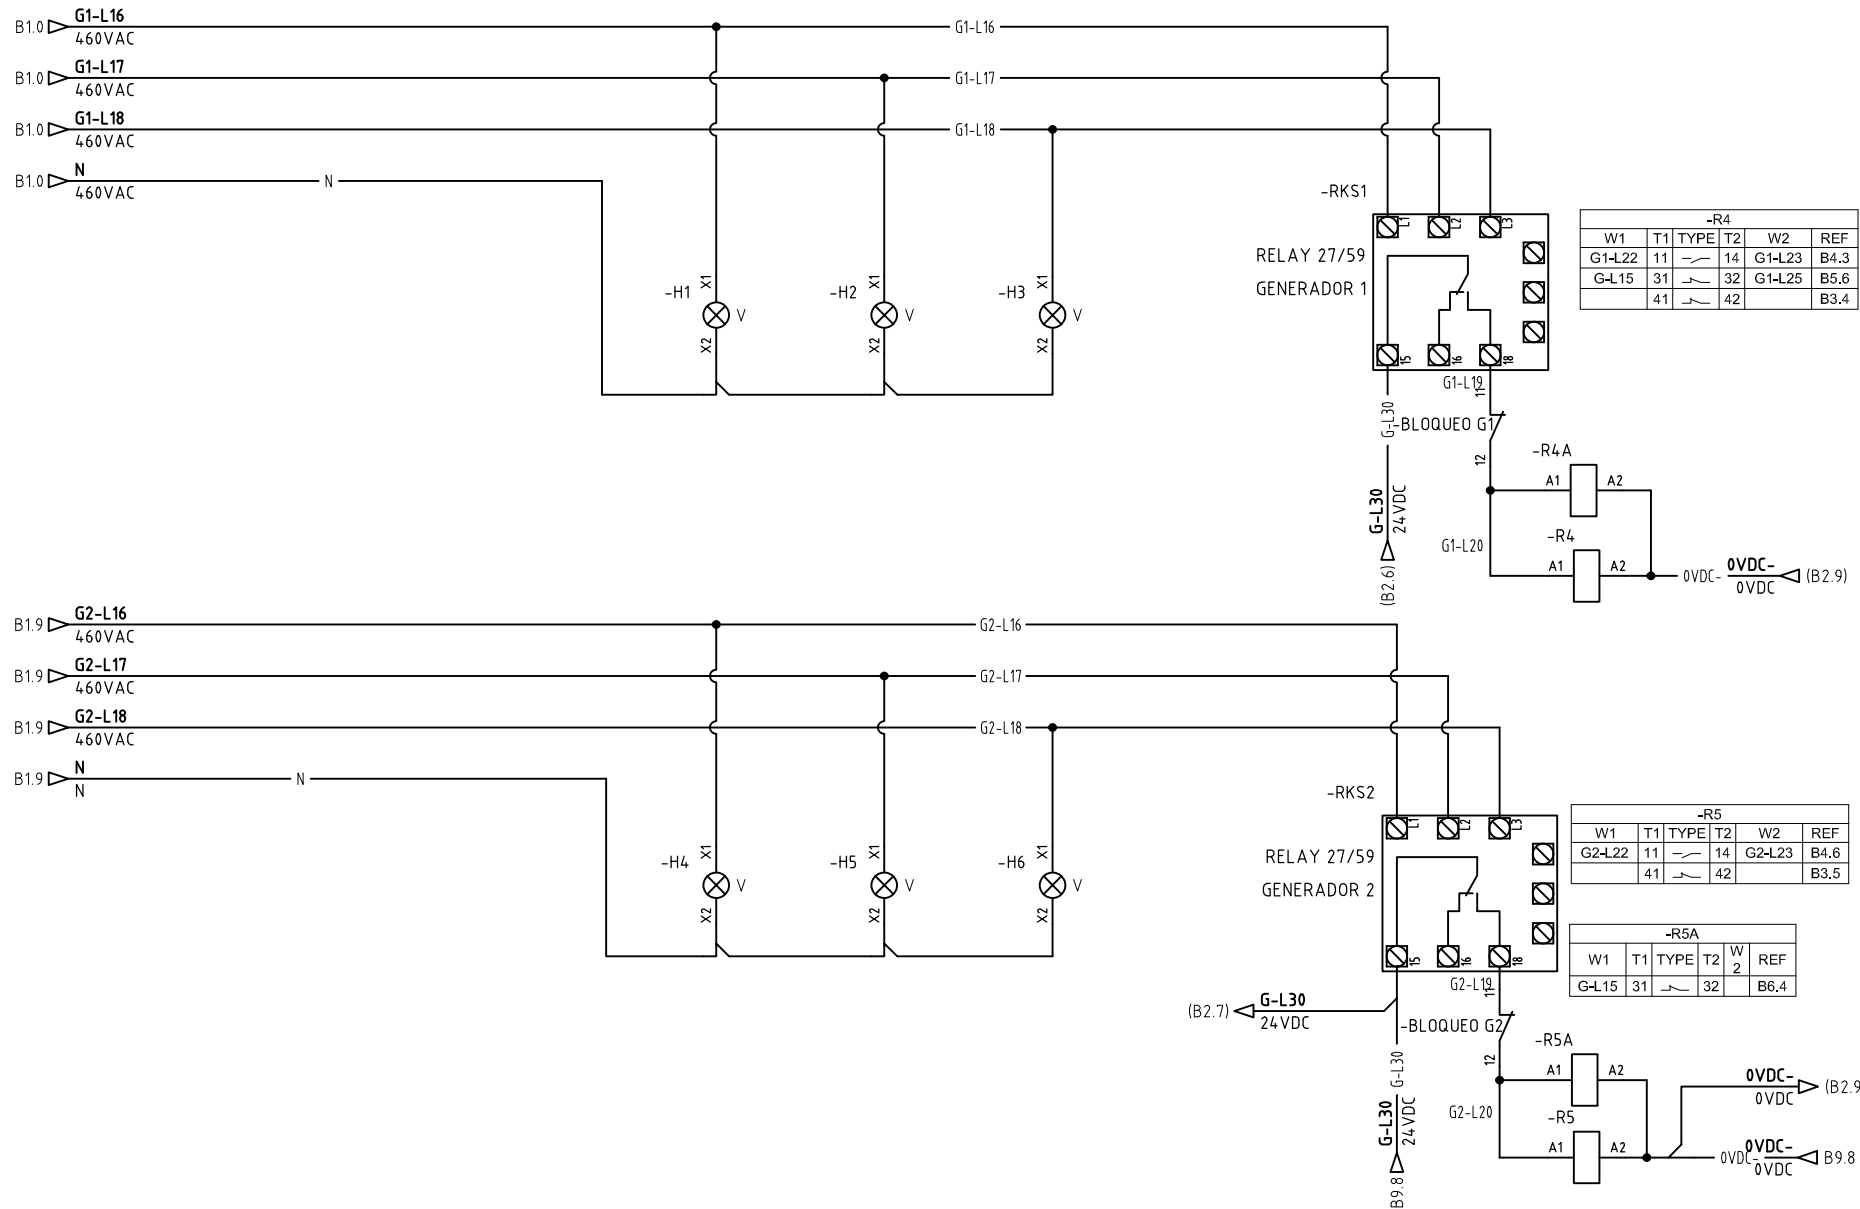 B1.0 G1-L16
460VAC
G1-L16
B1.0 G1-L17
460VAC
G1-L17
B1.0 G1-L18
460VAC
G1-L18
B1.0 N
460VAC
N
-RKS1
L1 L2 L3
RELAY 27/59
GENERADOR 1
-H1 X1 V X2
-H2 X1 V X2
-H3 X1 V X2
15 16 18
-R4
W1 T1 TYPE T2 W2 REF
G1-L22 11 14 G1-L23 B4.3
G-L15 31 32 G1-L25 B5.6
41 42 B3.4
G1-L19
11
G-L30
-BLOQUEO G1
12
-R4A
A1 A2
G-L30
24VDC
(B2.6)
G1-L20
-R4
A1 A2
0VDC- 0VDC- (B2.9)
0VDC
B1.9 G2-L16
460VAC
G2-L16
B1.9 G2-L17
460VAC
G2-L17
B1.9 G2-L18
460VAC
G2-L18
B1.9 N
N
N
-RKS2
L1 L2 L3
RELAY 27/59
GENERADOR 2
-H4 X1 V X2
-H5 X1 V X2
-H6 X1 V X2
15 16 18
-R5
W1 T1 TYPE T2 W2 REF
G2-L22 11 14 G2-L23 B4.6
41 42 B3.5
-R5A
W1 T1 TYPE T2 W2 REF
G-L15 31 32 B6.4
G2-L19
11
(B2.7) G-L30
24VDC
-BLOQUEO G2
12
G-L30
-R5A
A1 A2
0VDC- (B2.9
0VDC
G-L30
24VDC
B9.8
G2-L20
-R5
A1 A2
0VDC- 0VDC- B9.8
0VDC